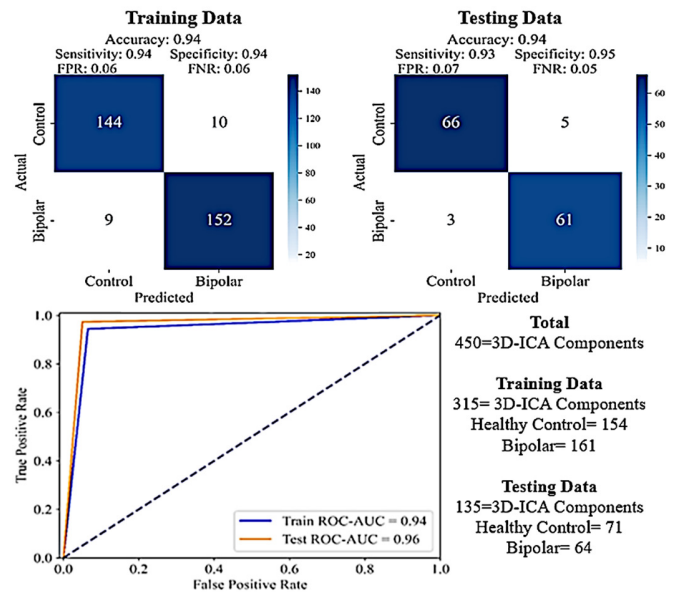 Training Data
Accuracy: 0.94
Sensitivity: 0.94 Specificity: 0.94
FPR: 0.06 FNR: 0.06
Actual
Control
Bipolar
144 10
9 152
Control Bipolar
Predicted
140
120
100
80
60
40
20
Testing Data
Accuracy: 0.94
Sensitivity: 0.93 Specificity: 0.95
FPR: 0.07 FNR: 0.05
Actual
Control
Bipolar
66 5
3 61
Control Bipolar
Predicted
60
50
40
30
20
10
True Positive Rate
1.0
0.8
0.6
0.4
0.2
0.0
0.0 0.2 0.4 0.6 0.8 1.0
False Positive Rate
Train ROC-AUC = 0.94
Test ROC-AUC = 0.96
Total
450=3D-ICA Components
Training Data
315= 3D-ICA Components
Healthy Control= 154
Bipolar= 161
Testing Data
135=3D-ICA Components
Healthy Control= 71
Bipolar= 64